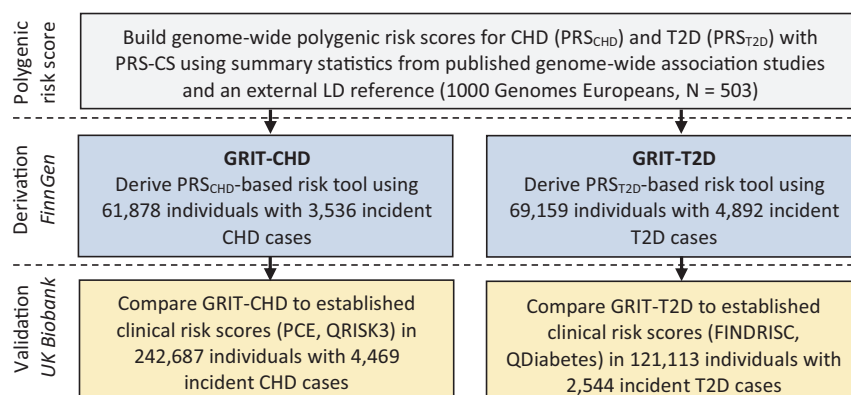 Polygenic
risk score
Build genome-wide polygenic risk scores for CHD (PRSCHD) and T2D (PRST2D) with
PRS-CS using summary statistics from published genome-wide association studies
and an external LD reference (1000 Genomes Europeans, N = 503)
Derivation
FinnGen
GRIT-CHD
Derive PRSCHD-based risk tool using
61,878 individuals with 3,536 incident
CHD cases
GRIT-T2D
Derive PRST2D-based risk tool using
69,159 individuals with 4,892 incident
T2D cases
Validation
UK Biobank
Compare GRIT-CHD to established
clinical risk scores (PCE, QRISK3) in
242,687 individuals with 4,469
incident CHD cases
Compare GRIT-T2D to established
clinical risk scores (FINDRISC,
QDiabetes) in 121,113 individuals with
2,544 incident T2D cases